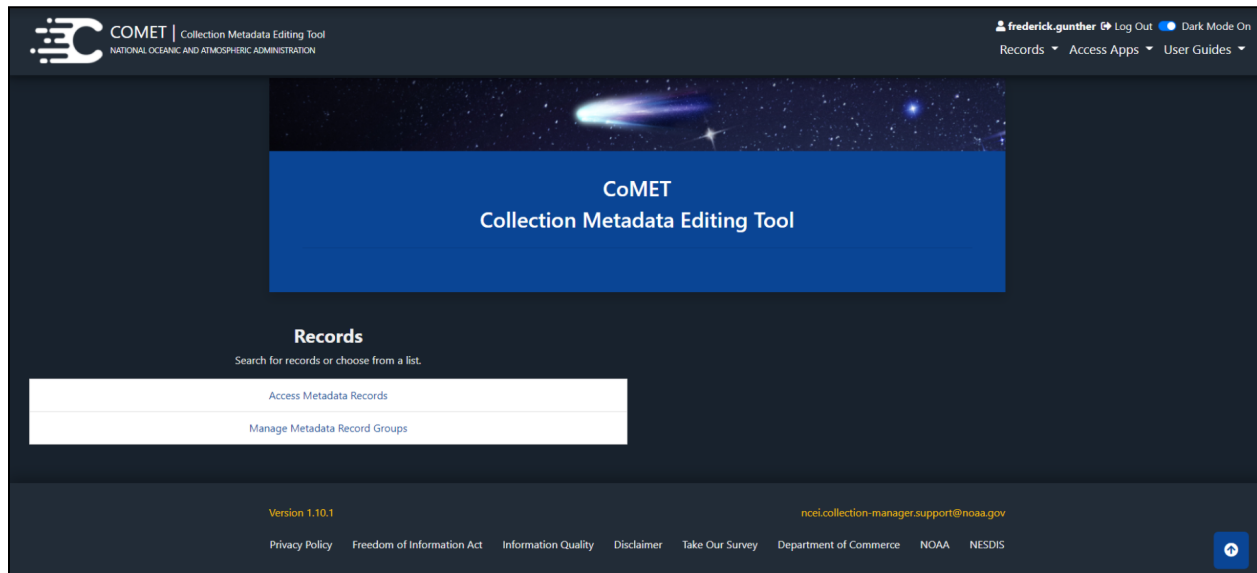 COMET | Collection Metadata Editing Tool
NATIONAL OCEANIC AND ATMOSPHERIC ADMINISTRATION
frederick.gunther Log Out Dark Mode On
Records Access Apps User Guides
CoMET
Collection Metadata Editing Tool
Records
Search for records or choose from a list.
Access Metadata Records
Manage Metadata Record Groups
Version 1.10.1 ncei.collection-manager.support@noaa.gov
Privacy Policy Freedom of Information Act Information Quality Disclaimer Take Our Survey Department of Commerce NOAA NESDIS